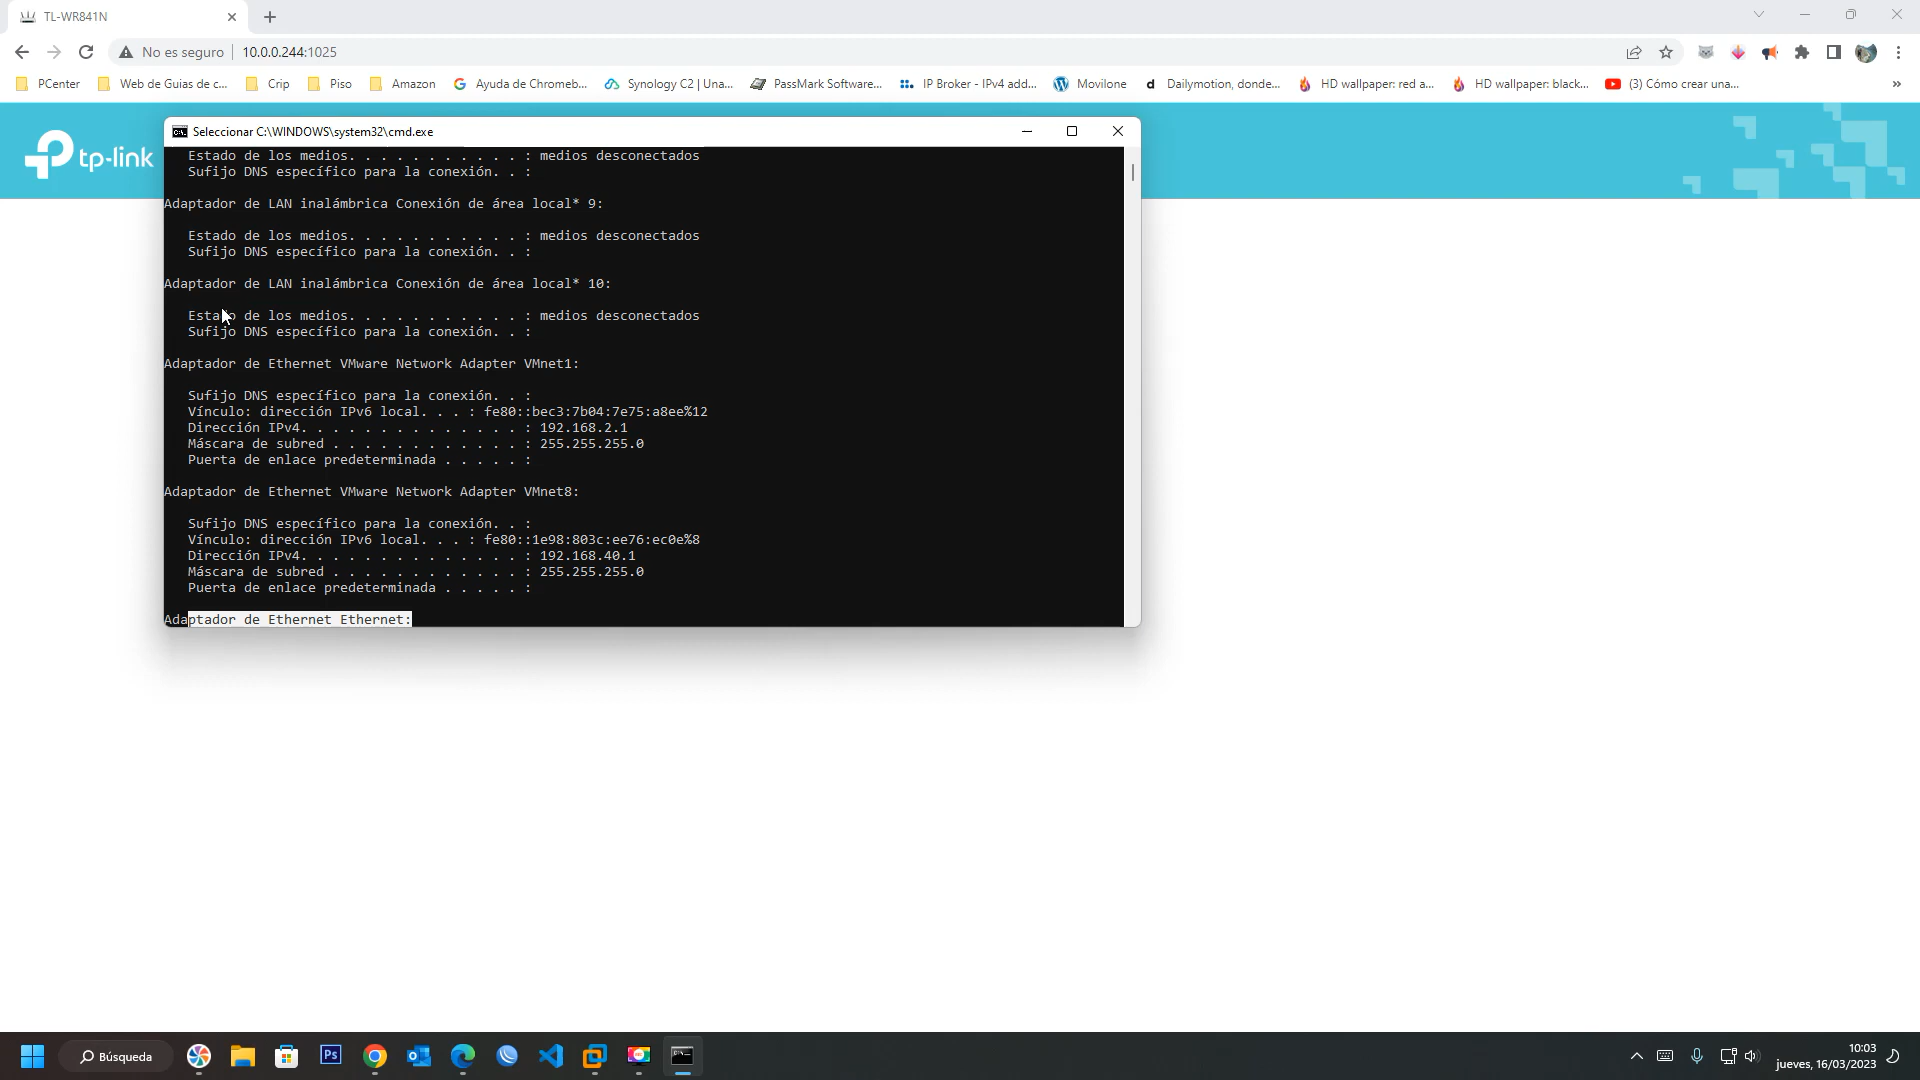 TL-WR841N
No es seguro
10.0.0.244:1025
PCenter
Web de Guias de c...
Crip
Piso
Amazon
Ayuda de Chromeb...
Synology C2 | Una...
PassMark Software...
IP Broker - IPv4 add...
Movilone
Dailymotion, donde...
HD wallpaper: red a...
HD wallpaper: black...
(3) Cómo crear una...
»
tp-link
Seleccionar C:\WINDOWS\system32\cmd.exe
Estado de los medios. . . . . . . . . . . : medios desconectados
Sufijo DNS específico para la conexión. . :
Adaptador de LAN inalámbrica Conexión de área local* 9:
Estado de los medios. . . . . . . . . . . : medios desconectados
Sufijo DNS específico para la conexión. . :
Adaptador de LAN inalámbrica Conexión de área local* 10:
Estado de los medios. . . . . . . . . . . : medios desconectados
Sufijo DNS específico para la conexión. . :
Adaptador de Ethernet VMware Network Adapter VMnet1:
Sufijo DNS específico para la conexión. . :
Vínculo: dirección IPv6 local. . . : fe80::bec3:7b04:7e75:a8ee%12
Dirección IPv4. . . . . . . . . . . . . . : 192.168.2.1
Máscara de subred . . . . . . . . . . . . : 255.255.255.0
Puerta de enlace predeterminada . . . . . :
Adaptador de Ethernet VMware Network Adapter VMnet8:
Sufijo DNS específico para la conexión. . :
Vínculo: dirección IPv6 local. . . : fe80::1e98:803c:ee76:ec0e%8
Dirección IPv4. . . . . . . . . . . . . . : 192.168.40.1
Máscara de subred . . . . . . . . . . . . : 255.255.255.0
Puerta de enlace predeterminada . . . . . :
Adaptador de Ethernet Ethernet:
Búsqueda
Ps
10:03
jueves, 16/03/2023